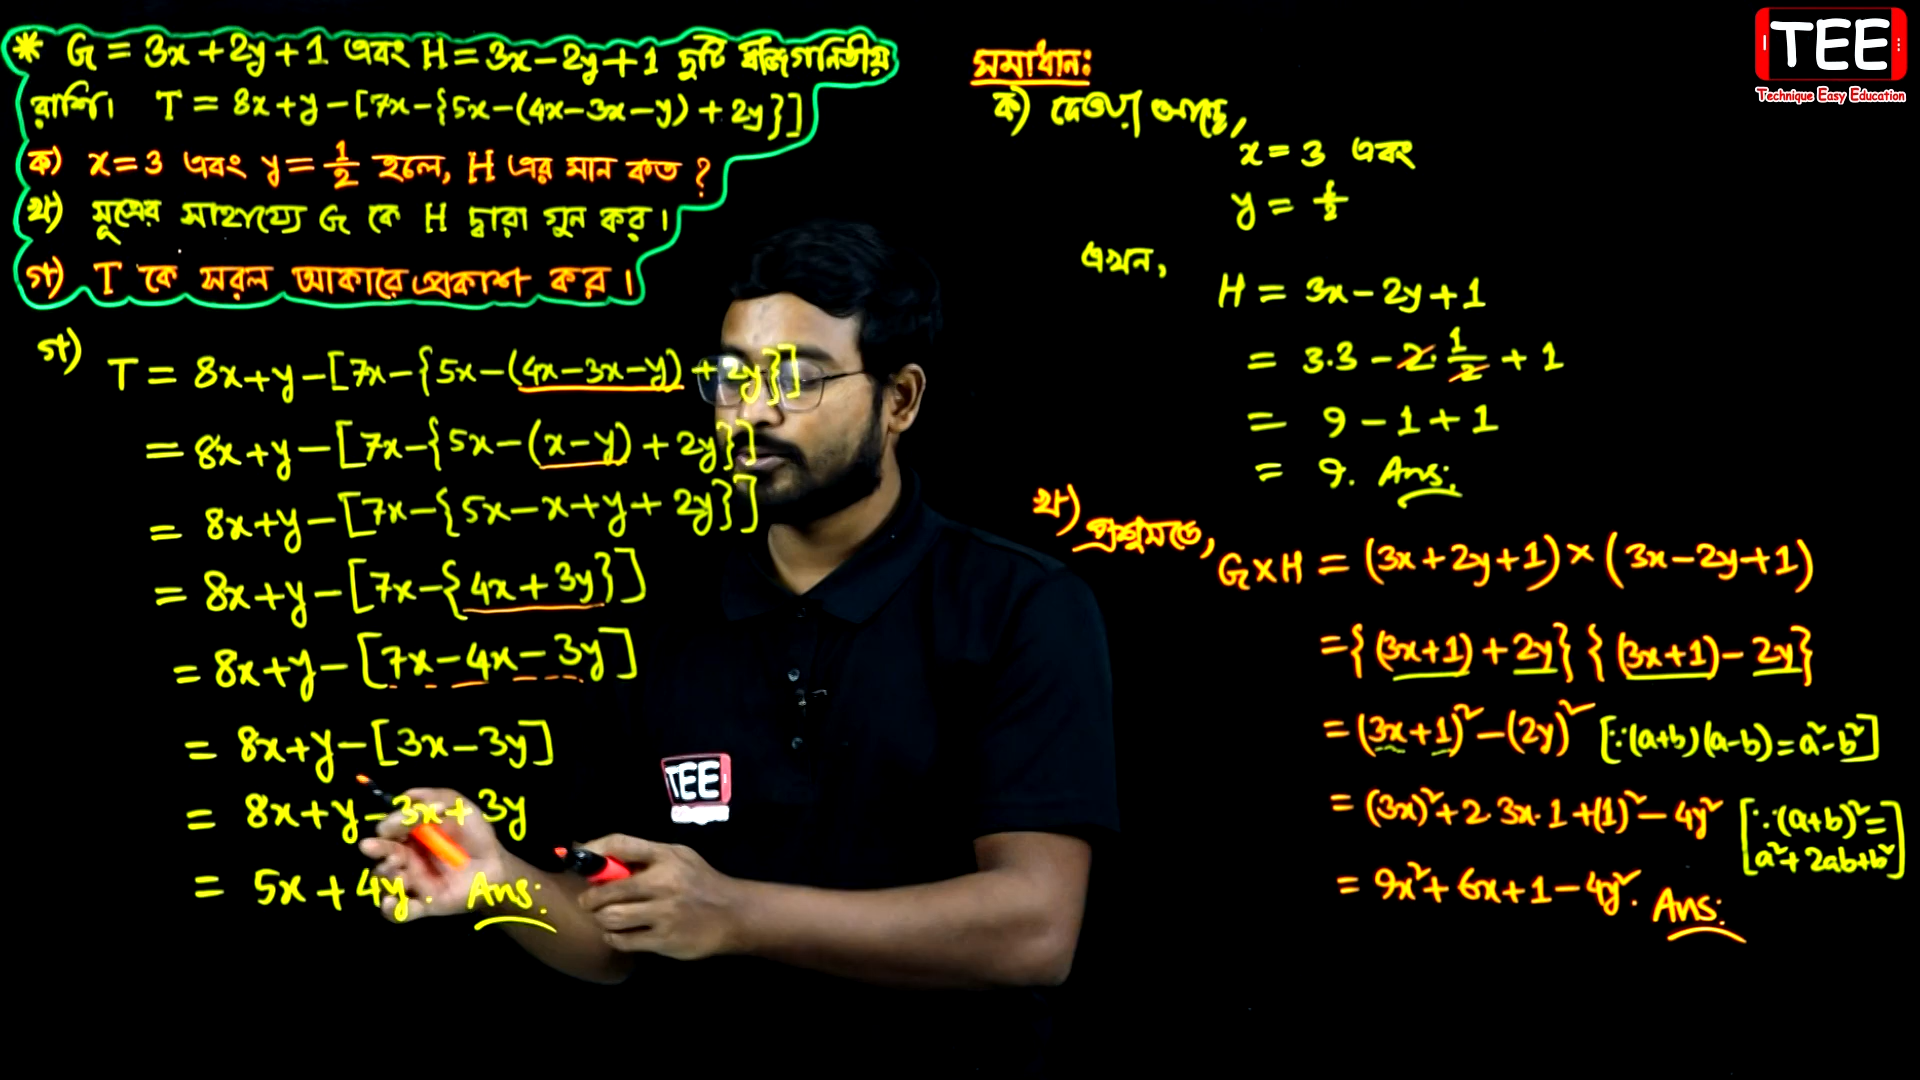 * G = 3x+2y+1 এবং H = 3x-2y+1 দুটি বীজগনিতীয়
রাশি। T = 8x+y-[7x-{5x-(4x-3x-y)+2y}]
ক) x=3 এবং y=1/2 হলে, H এর মান কত?
খ) সূত্রের সাহায্যে G কে H দ্বারা গুন কর।
গ) T কে সরল আকারে প্রকাশ কর।
গ) T = 8x+y-[7x-{5x-(4x-3x-y)+2y}]
= 8x+y-[7x-{5x-(x-y)+2y}]
= 8x+y-[7x-{5x-x+y+2y}]
= 8x+y-[7x-{4x+3y}]
= 8x+y-[7x-4x-3y]
= 8x+y-[3x-3y]
= 8x+y-3x+3y
= 5x+4y. Ans:
সমাধান:
ক) দেওয়া আছে,
x = 3 এবং
y = 1/2
এখন,
H = 3x-2y+1
= 3.3-2.1/2+1
= 9-1+1
= 9. Ans:
খ) প্রশ্নমতে, G×H = (3x+2y+1)×(3x-2y+1)
={(3x+1)+2y}{(3x+1)-2y}
= (3x+1)²-(2y)² [∵(a+b)(a-b)=a²-b²]
= (3x)²+2.3x.1+(1)²-4y² [∵(a+b)²=
a²+2ab+b²]
= 9x²+6x+1-4y². Ans:
TEE
Technique Easy Education
TEE